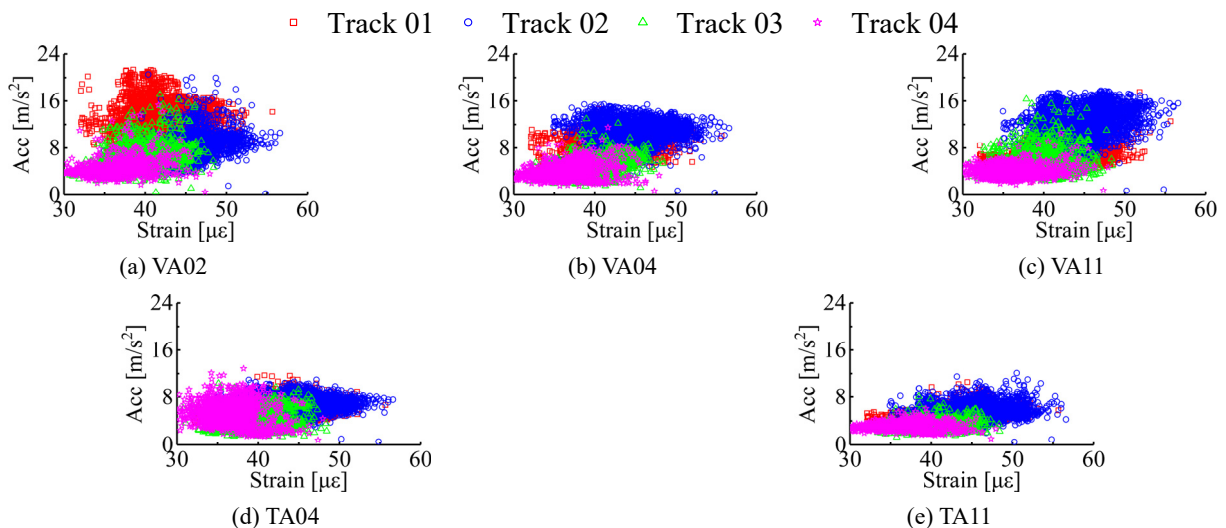 Track 01 Track 02 Track 03 Track 04
24
16
8
0
Acc [m/s²]
30 40 50 60
Strain [με]
(a) VA02
24
16
8
0
Acc [m/s²]
30 40 50 60
Strain [με]
(b) VA04
24
16
8
0
Acc [m/s²]
30 40 50 60
Strain [με]
(c) VA11
24
16
8
0
Acc [m/s²]
30 40 50 60
Strain [με]
(d) TA04
24
16
8
0
Acc [m/s²]
30 40 50 60
Strain [με]
(e) TA11